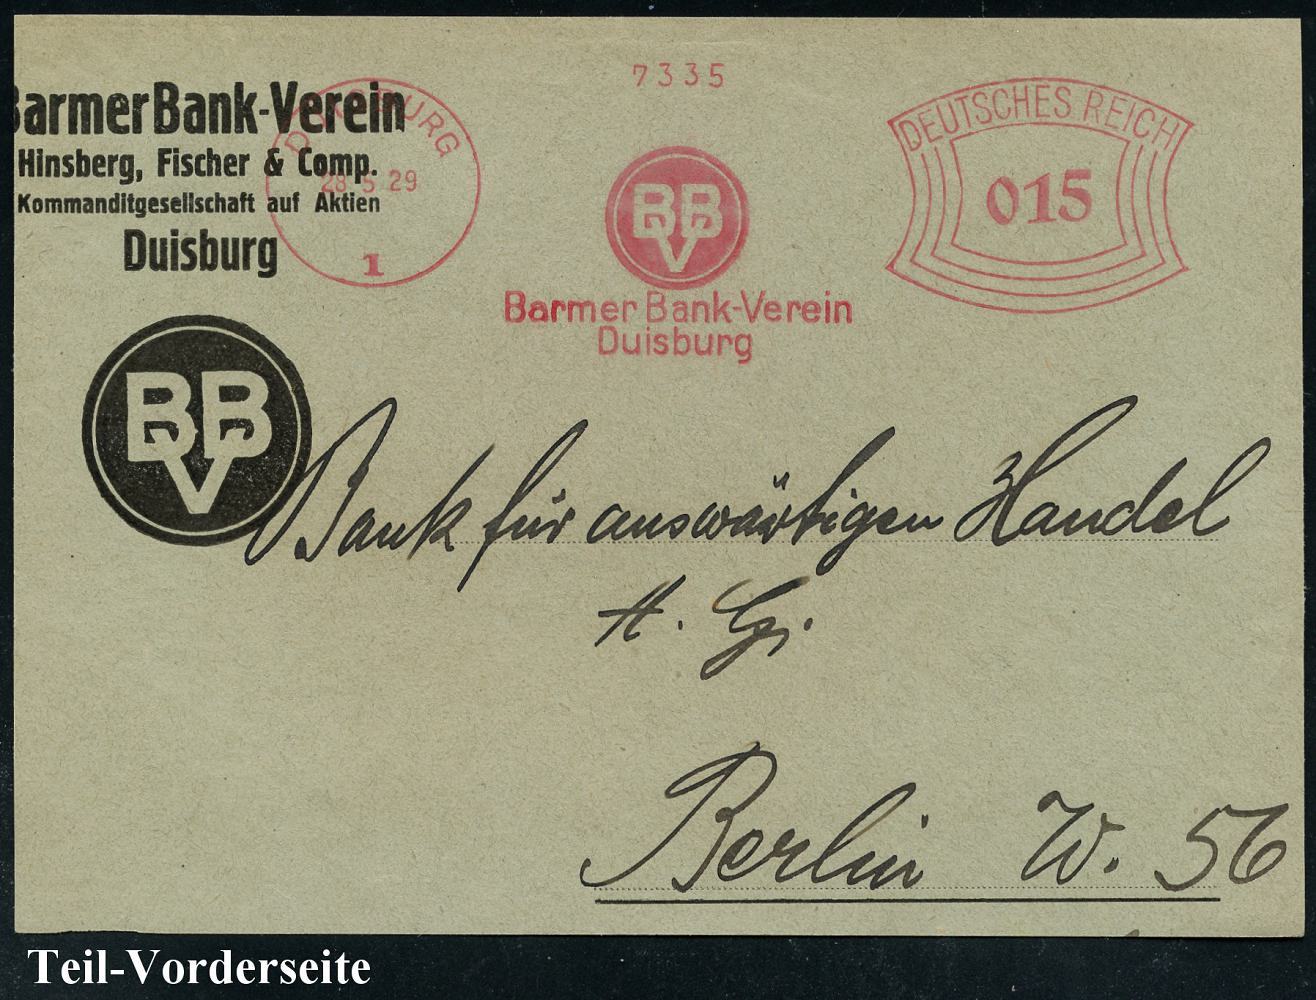 BarmerBank-Verein
Hinsberg, Fischer & Comp.
Kommanditgesellschaft auf Aktien
Duisburg
BBV
DUISBURG
28 5 29
1
7335
BBV
Barmer Bank-Verein
Duisburg
DEUTSCHES REICH
015
Bank für auswärtigen Handel
A. G.
Berlin W. 56
Teil-Vorderseite